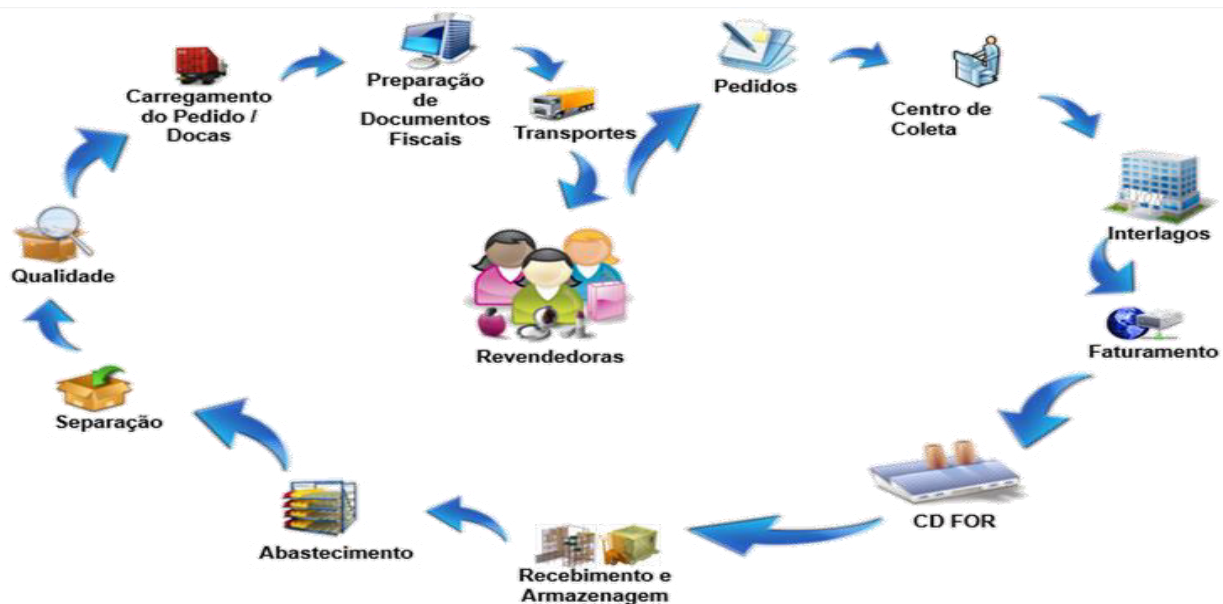 Carregamento
do Pedido /
Docas
Preparação
de
Documentos
Fiscais
Transportes
Pedidos
Centro de
Coleta
Interlagos
Faturamento
CD FOR
Recebimento e
Armazenagem
Abastecimento
Separação
Qualidade
Revendedoras